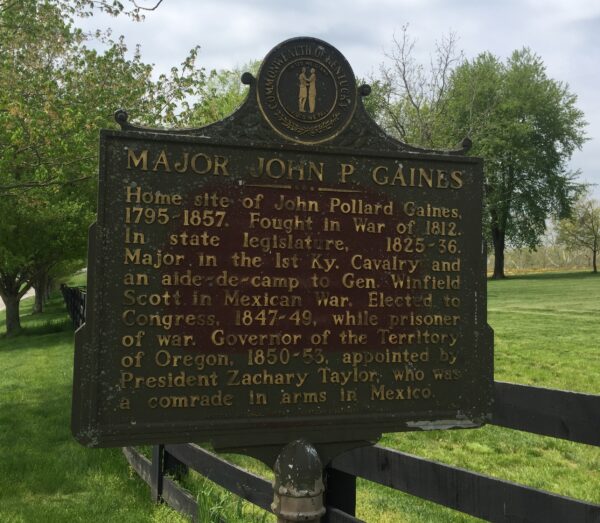 COMMONWEALTH OF KENTUCKY
MAJOR JOHN P. GAINES
Home site of John Pollard Gaines,
1795-1857. Fought in War of 1812.
In state legislature, 1825-36.
Major in the 1st Ky. Cavalry and
an aide-de-camp to Gen. Winfield
Scott in Mexican War. Elected to
Congress, 1847-49, while prisoner
of war. Governor of the Territory
of Oregon, 1850-53, appointed by
President Zachary Taylor, who was
a comrade in arms in Mexico.